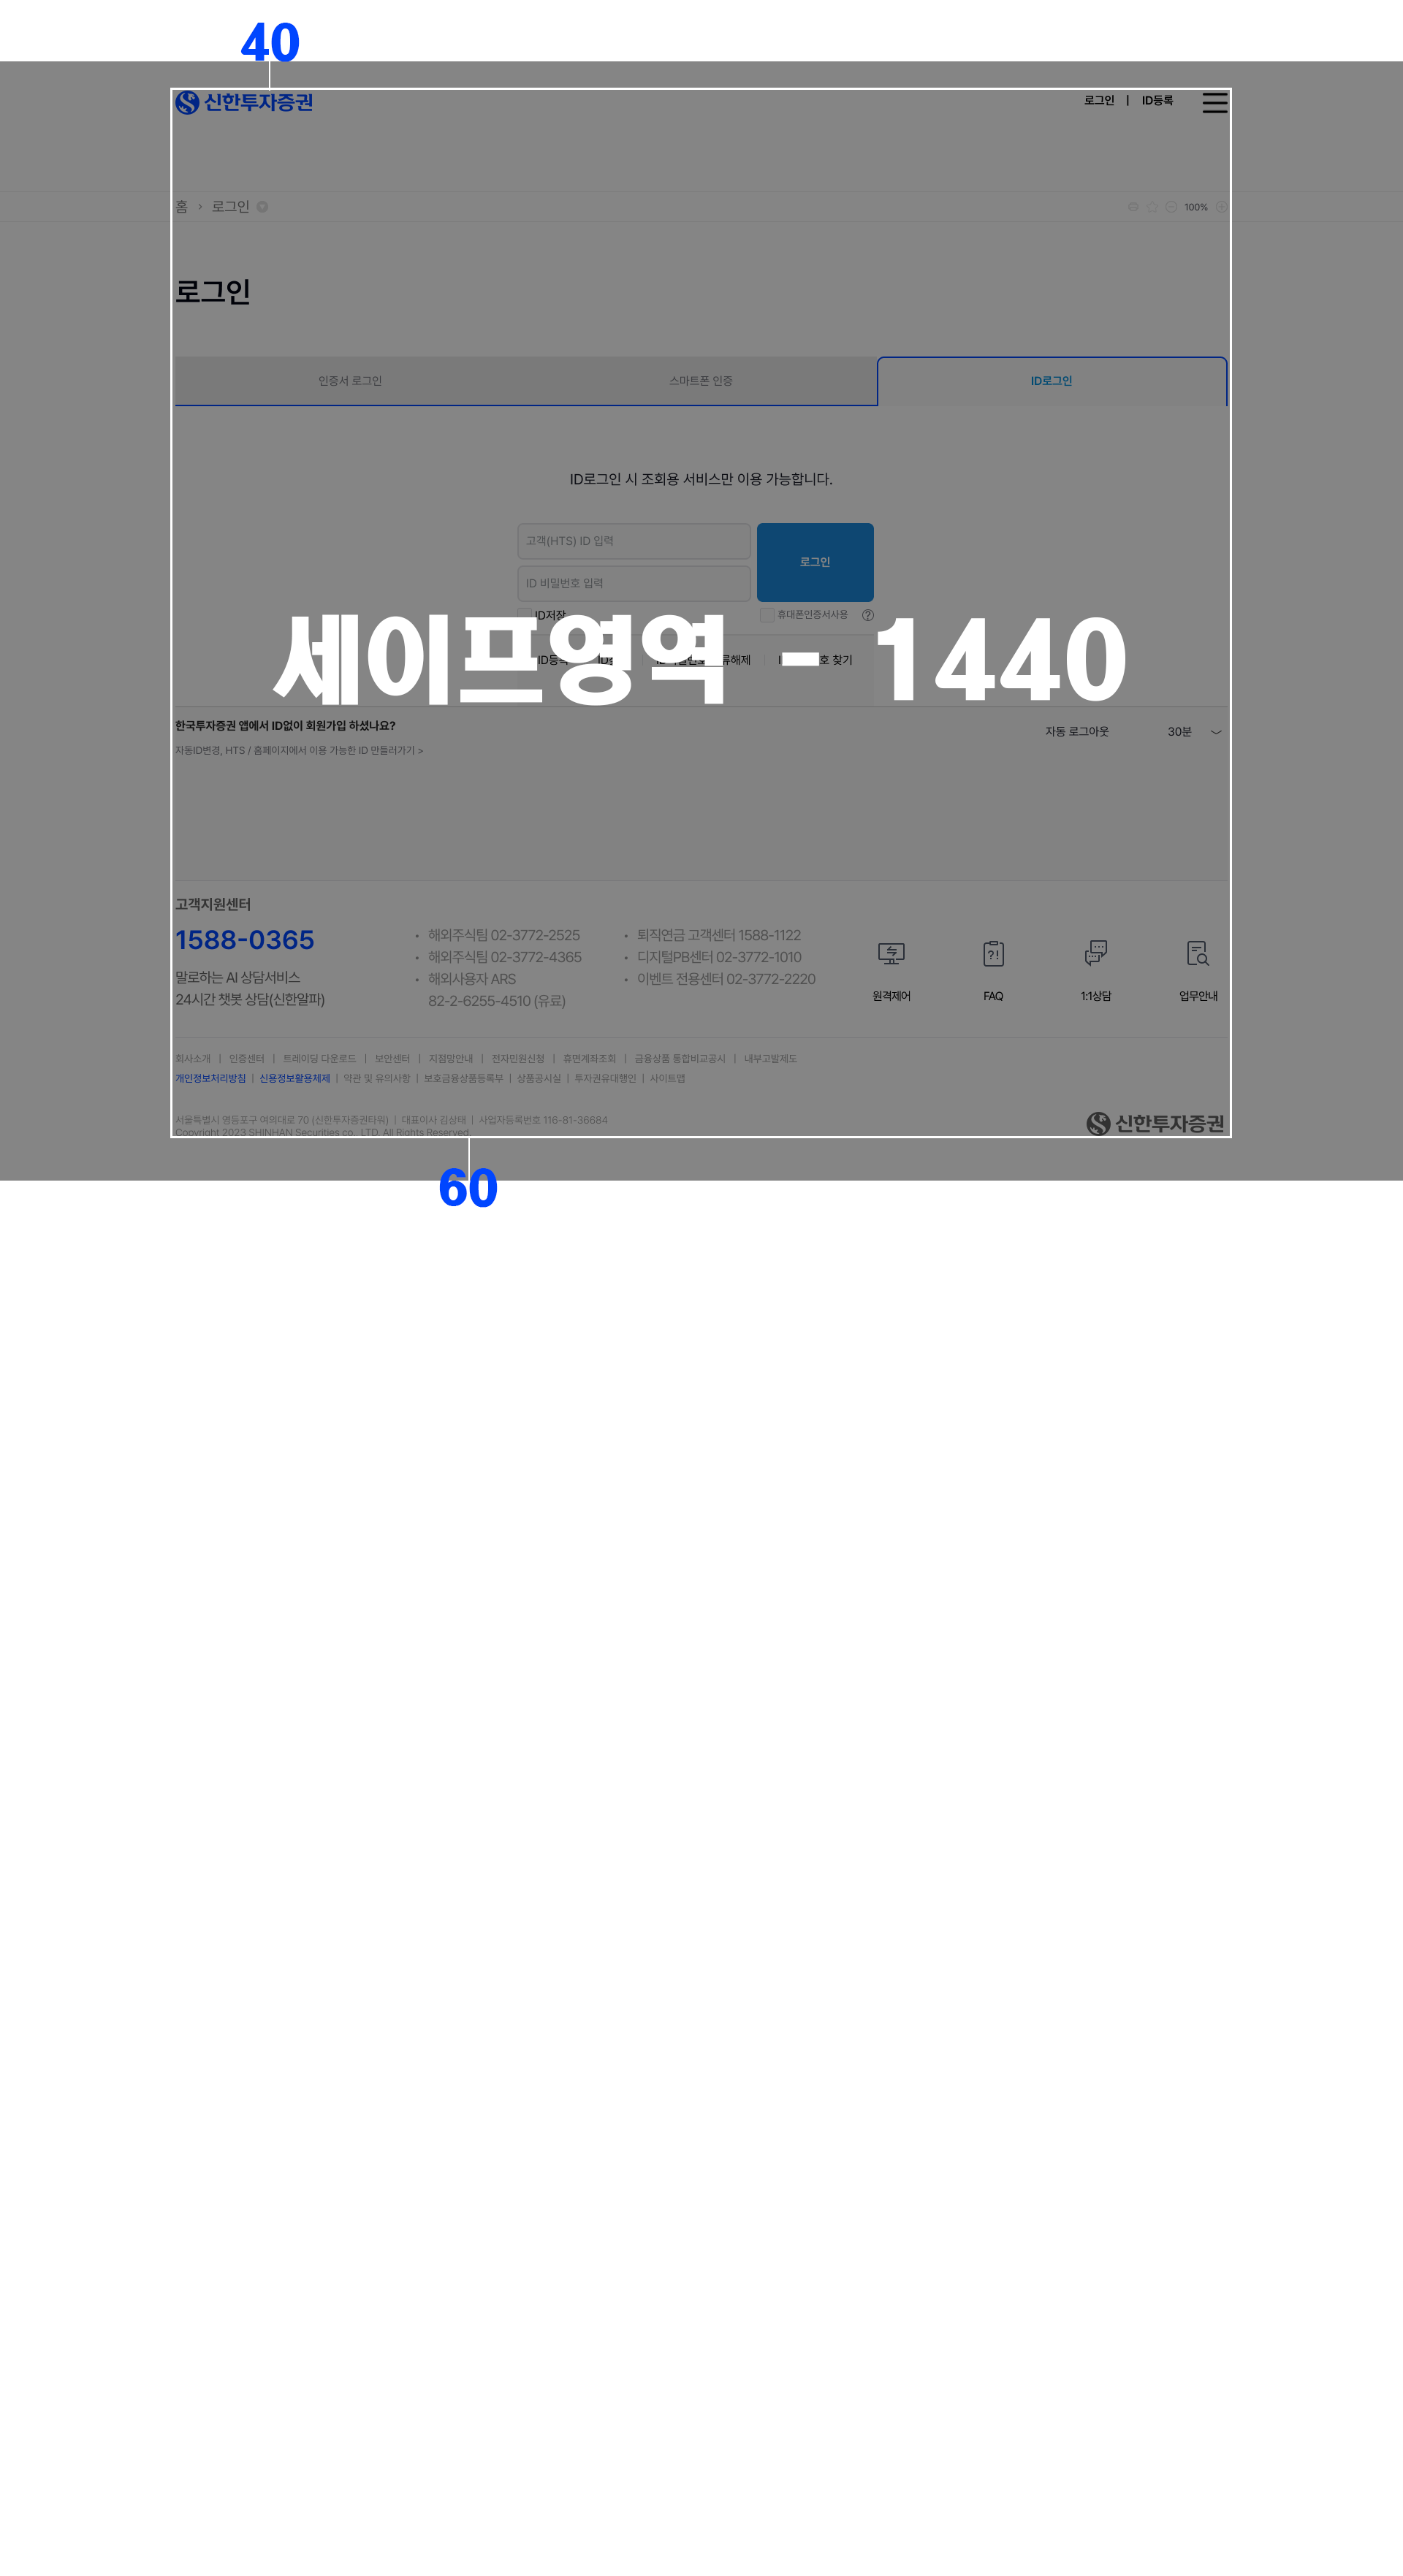 40
신한투자증권
로그인 | ID등록
홈 > 로그인
100%
로그인
인증서 로그인
스마트폰 인증
ID로그인
ID로그인 시 조회용 서비스만 이용 가능합니다.
고객(HTS) ID 입력
로그인
ID 비밀번호 입력
ID저장
휴대폰인증서사용
세이프영역 - 1440
한국투자증권 앱에서 ID없이 회원가입 하셨나요?
자동 로그아웃 30분
자동ID변경, HTS / 홈페이지에서 이용 가능한 ID 만들러가기 >
고객지원센터
1588-0365
말로하는 AI 상담서비스
24시간 챗봇 상담(신한알파)
해외주식팀 02-3772-2525
해외주식팀 02-3772-4365
해외사용자 ARS
82-2-6255-4510 (유료)
퇴직연금 고객센터 1588-1122
디지털PB센터 02-3772-1010
이벤트 전용센터 02-3772-2220
원격제어
FAQ
1:1상담
업무안내
회사소개 | 인증센터 | 트레이딩 다운로드 | 보안센터 | 지점망안내 | 전자민원신청 | 휴면계좌조회 | 금융상품 통합비교공시 | 내부고발제도
개인정보처리방침 | 신용정보활용체제 | 약관 및 유의사항 | 보호금융상품등록부 | 상품공시실 | 투자권유대행인 | 사이트맵
서울특별시 영등포구 여의대로 70 (신한투자증권타워) | 대표이사 김상태 | 사업자등록번호 116-81-36684
Copyright 2023 SHINHAN Securities co., LTD. All Rights Reserved.
신한투자증권
60